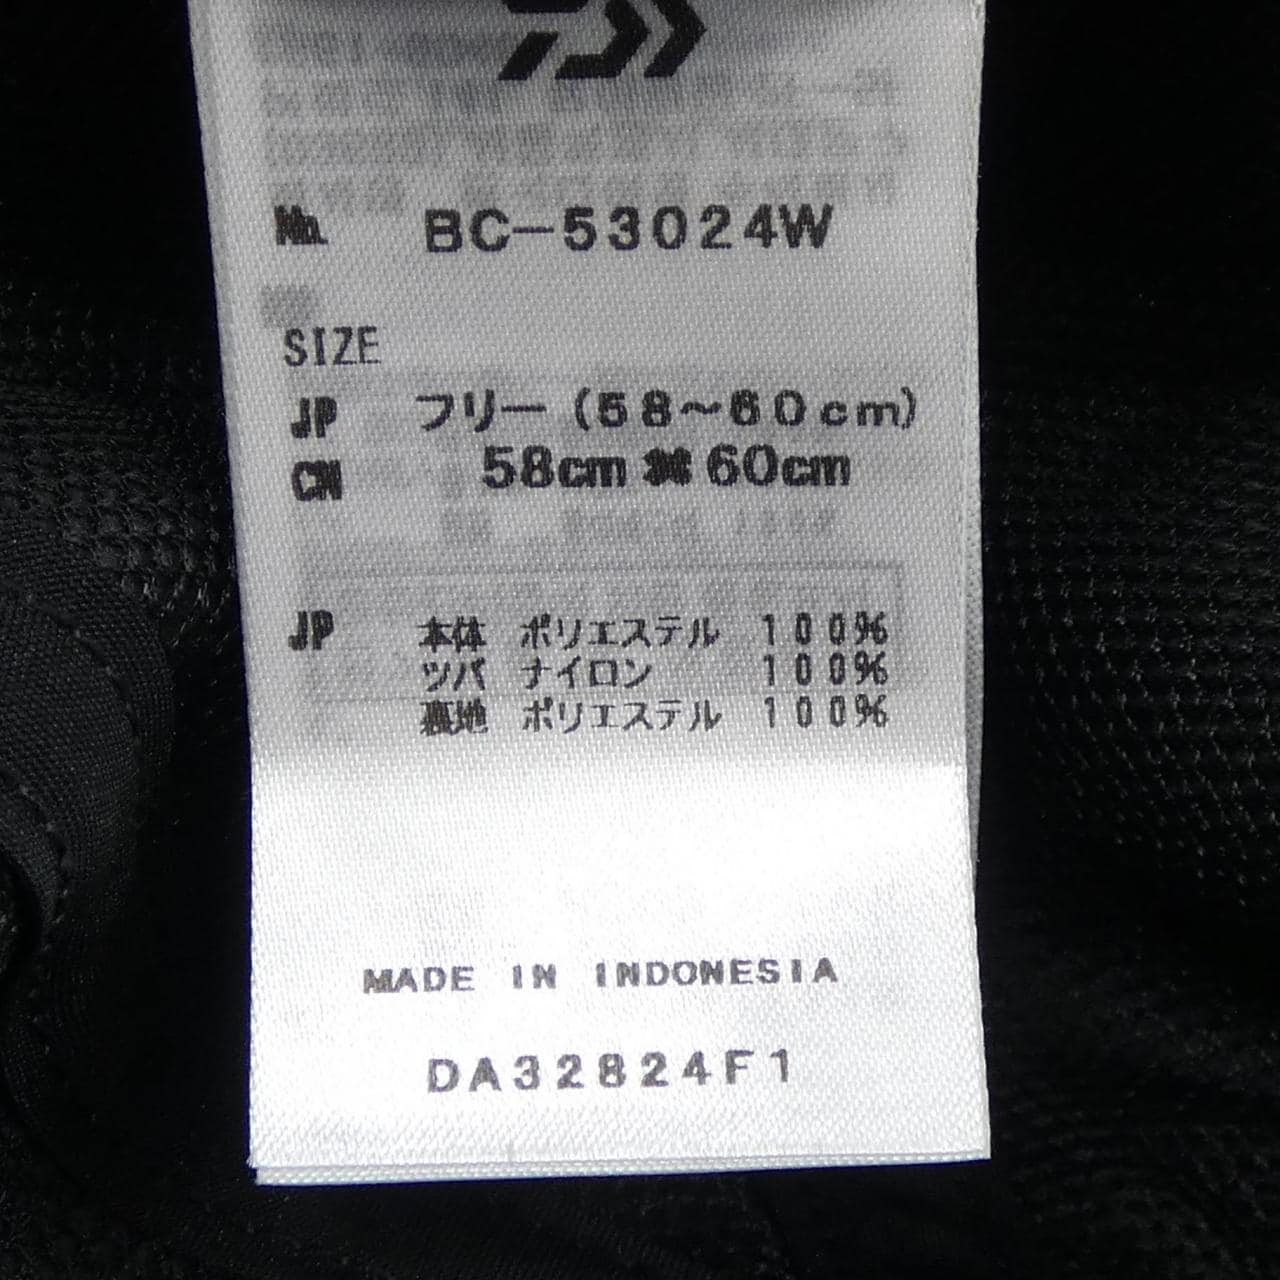 No. BC-53024W
SIZE
JP フリー (58~60cm)
CN 58cm 60cm
JP 本体 ポリエステル 100%
ツバ ナイロン 100%
裏地 ポリエステル 100%
MADE IN INDONESIA
DA32824F1